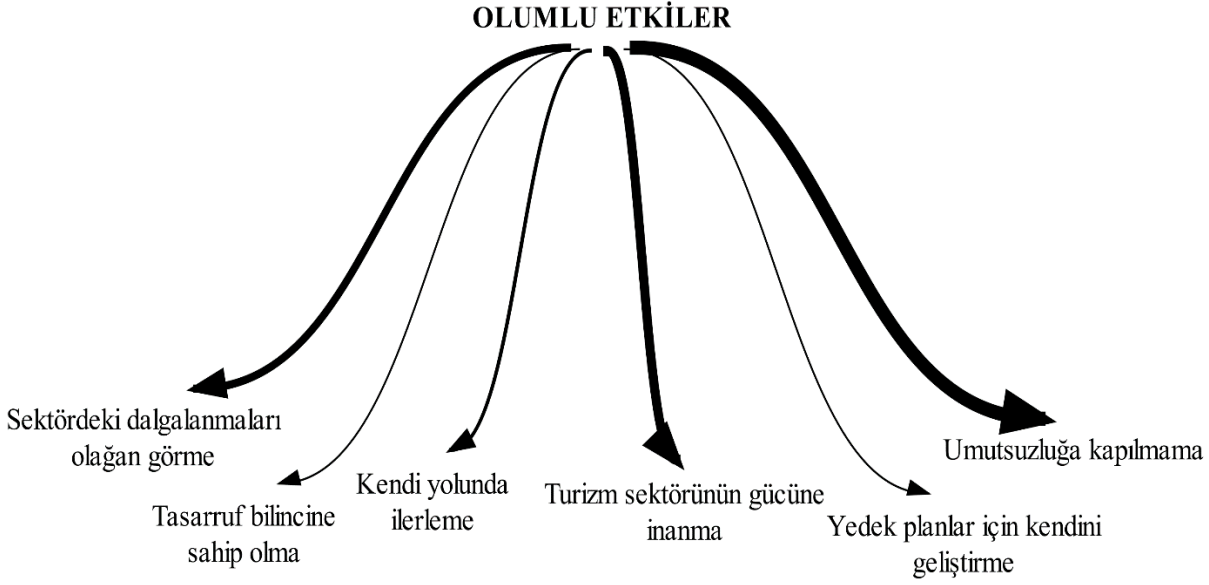 OLUMLU ETKİLER
Sektördeki dalgalanmaları
olağan görme
Tasarruf bilincine
sahip olma
Kendi yolunda
ilerleme
Turizm sektörünün gücüne
inanma
Yedek planlar için kendini
geliştirme
Umutsuzluğa kapılmama